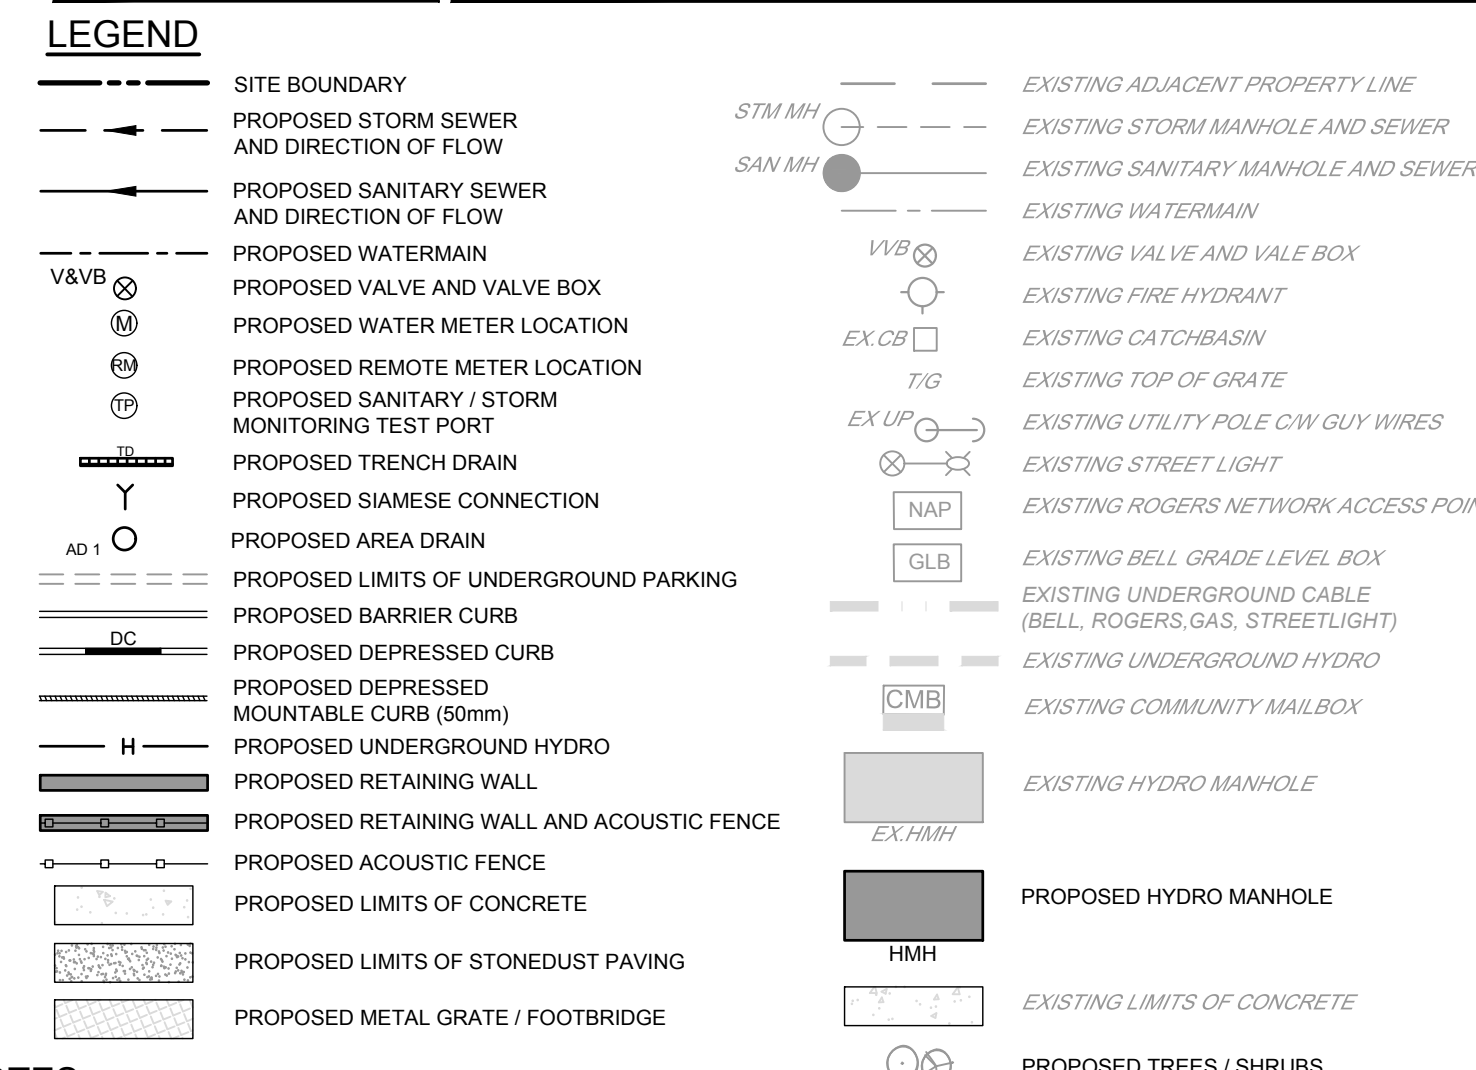 LEGEND
SITE BOUNDARY
PROPOSED STORM SEWER
AND DIRECTION OF FLOW
PROPOSED SANITARY SEWER
AND DIRECTION OF FLOW
PROPOSED WATERMAIN
V&VB PROPOSED VALVE AND VALVE BOX
M PROPOSED WATER METER LOCATION
RM PROPOSED REMOTE METER LOCATION
TP PROPOSED SANITARY / STORM
MONITORING TEST PORT
TD PROPOSED TRENCH DRAIN
PROPOSED SIAMESE CONNECTION
AD 1 PROPOSED AREA DRAIN
PROPOSED LIMITS OF UNDERGROUND PARKING
PROPOSED BARRIER CURB
DC PROPOSED DEPRESSED CURB
PROPOSED DEPRESSED
MOUNTABLE CURB (50mm)
H PROPOSED UNDERGROUND HYDRO
PROPOSED RETAINING WALL
PROPOSED RETAINING WALL AND ACOUSTIC FENCE
PROPOSED ACOUSTIC FENCE
PROPOSED LIMITS OF CONCRETE
PROPOSED LIMITS OF STONEDUST PAVING
PROPOSED METAL GRATE / FOOTBRIDGE
EXISTING ADJACENT PROPERTY LINE
STM MH EXISTING STORM MANHOLE AND SEWER
SAN MH EXISTING SANITARY MANHOLE AND SEWER
EXISTING WATERMAIN
VVB EXISTING VALVE AND VALE BOX
EXISTING FIRE HYDRANT
EX.CB EXISTING CATCHBASIN
T/G EXISTING TOP OF GRATE
EX UP EXISTING UTILITY POLE C/W GUY WIRES
EXISTING STREET LIGHT
NAP EXISTING ROGERS NETWORK ACCESS POIN
GLB EXISTING BELL GRADE LEVEL BOX
EXISTING UNDERGROUND CABLE
(BELL, ROGERS,GAS, STREETLIGHT)
EXISTING UNDERGROUND HYDRO
CMB EXISTING COMMUNITY MAILBOX
EXISTING HYDRO MANHOLE
EX.HMH
PROPOSED HYDRO MANHOLE
HMH
EXISTING LIMITS OF CONCRETE
PROPOSED TREES / SHRUBS